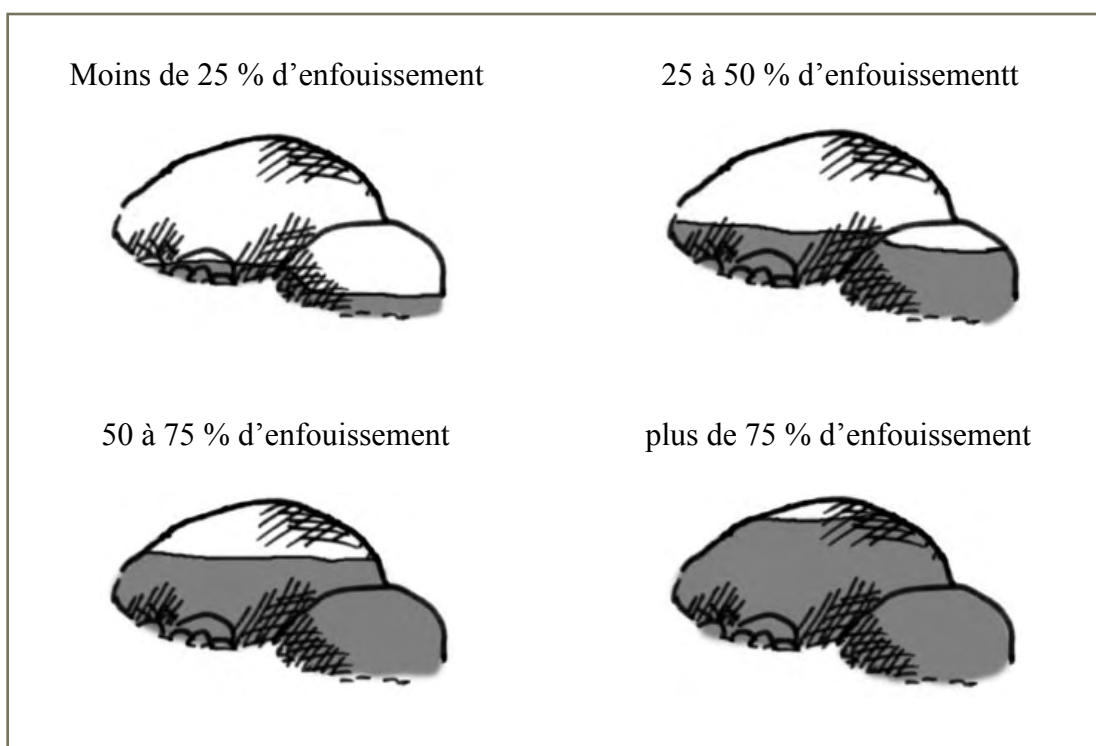 Moins de 25 % d’enfouissement
25 à 50 % d’enfouissementt
50 à 75 % d’enfouissement
plus de 75 % d’enfouissement